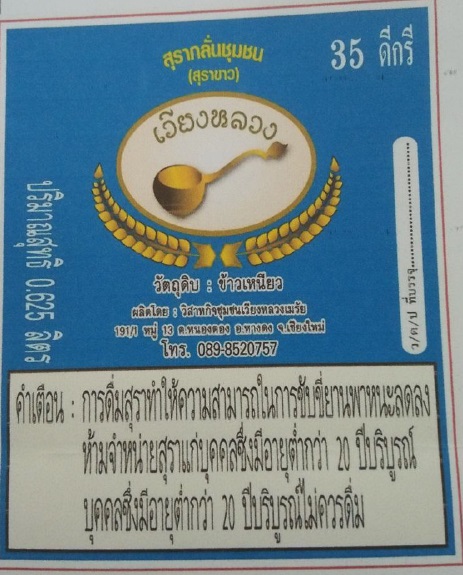 สุรากลั่นชุมชน
(สุราขาว)
35 ดีกรี
เวียงหลวง
ปริมาณสุทธิ 0.625 ลิตร
ว/ด/ป ที่บรรจุ
วัตถุดิบ : ข้าวเหนียว
ผลิตโดย : วิสาหกิจชุมชนเวียงหลวงเมรัย
191/1 หมู่ 13 ต.หนองตอง อ.หางดง จ.เชียงใหม่
โทร. 089-8520757
คำเตือน : การดื่มสุราทำให้ความสามารถในการขับขี่ยานพาหนะลดลง
ห้ามจำหน่ายสุราแก่บุคคลซึ่งมีอายุต่ำกว่า 20 ปีบริบูรณ์
บุคคลซึ่งมีอายุต่ำกว่า 20 ปีบริบูรณ์ไม่ควรดื่ม